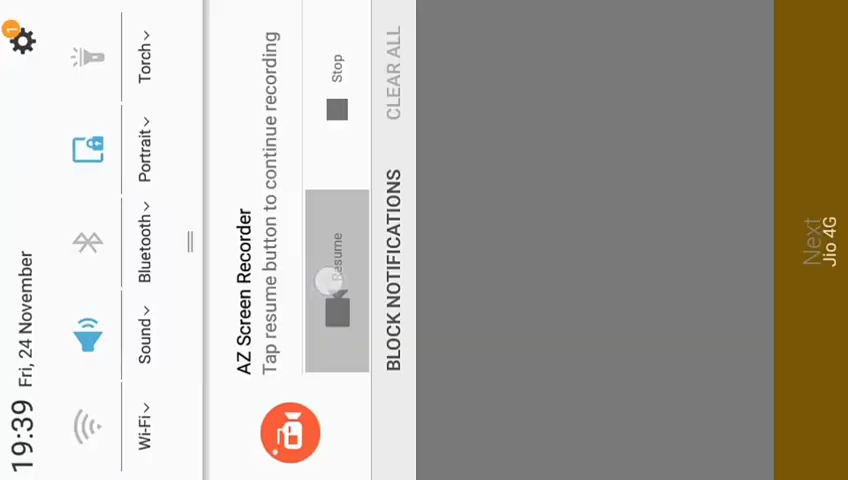 19:39 Fri, 24 November
1
Wi-Fi Sound Bluetooth Portrait Torch
AZ Screen Recorder
Tap resume button to continue recording
Resume Stop
BLOCK NOTIFICATIONS CLEAR ALL
Next
Jio 4G